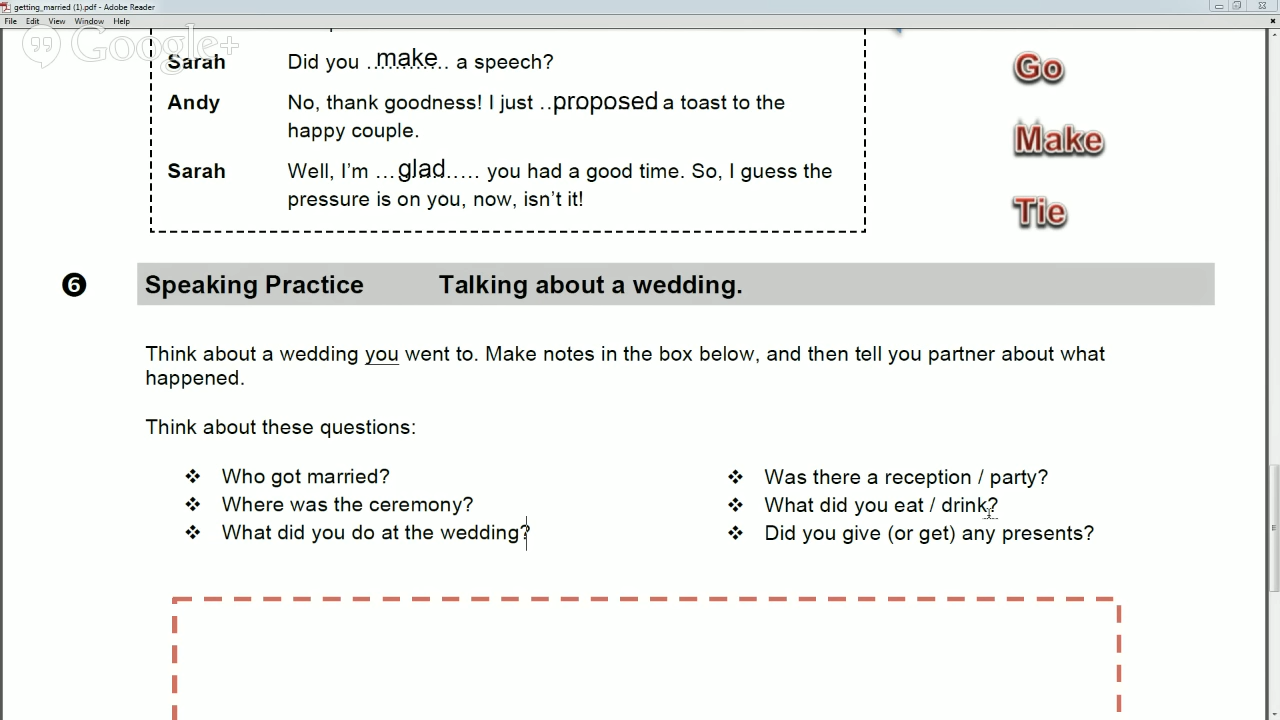 getting_married (1).pdf - Adobe Reader
File Edit View Window Help
Google+
Sarah Did you ..make.. a speech?
Andy No, thank goodness! I just ..proposed a toast to the
happy couple.
Sarah Well, I'm ...glad..... you had a good time. So, I guess the
pressure is on you, now, isn't it!
Go
Make
Tie
6 Speaking Practice Talking about a wedding.
Think about a wedding you went to. Make notes in the box below, and then tell you partner about what
happened.
Think about these questions:
❖ Who got married?
❖ Where was the ceremony?
❖ What did you do at the wedding?
❖ Was there a reception / party?
❖ What did you eat / drink?
❖ Did you give (or get) any presents?